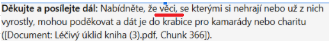 Děkujte a posílejte dál: Nabídněte, že věci, se kterými si nehrají nebo už z nich
vyrostly, mohou poděkovat a dát je do krabice pro kamarády nebo charitu
([Document: Léčivý úklid kniha (3).pdf, Chunk 366]).